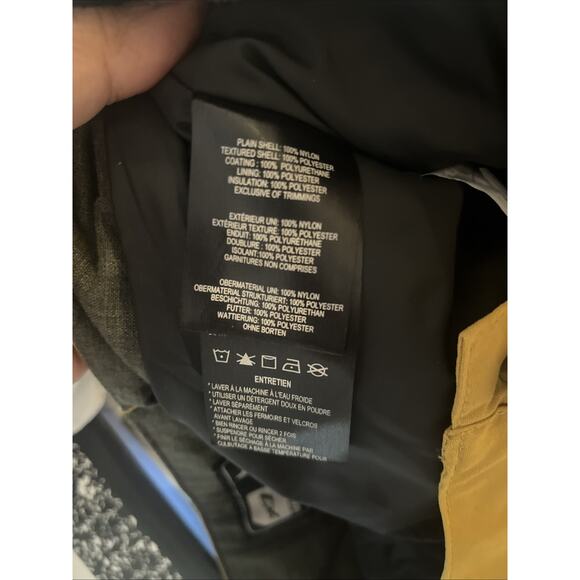 PLAIN SHELL: 100% NYLON
TEXTURED SHELL: 100% POLYESTER
COATING : 100% POLYURETHANE
LINING: 100% POLYESTER
INSULATION: 100% POLYESTER
EXCLUSIVE OF TRIMMINGS
EXTÉRIEUR UNI: 100% NYLON
EXTÉRIEUR TEXTURE: 100% POLYESTER
ENDUIT: 100% POLYURÉTHANE
DOUBLURE : 100% POLYESTER
ISOLANT:100% POLYESTER
GARNITURES NON COMPRISES
OBERMATERIAL UNI: 100% NYLON
OBERMATERIAL STRUKTURIERT: 100% POLYESTER
BESCHICHTUNG: 100% POLYURETHAN
FUTTER: 100% POLYESTER
WATTIERUNG: 100% POLYESTER
OHNE BORTEN
ENTRETIEN
* LAVER À LA MACHINE À L'EAU FROIDE
* UTILISER UN DÉTERGENT DOUX EN POUDRE
* LAVER SÉPARÉMENT
* ATTACHER LES FERMOIRS ET VELCROS
AVANT LAVAGE
* BIEN RINGER OU RINCER 2 FOIS
* SUSPENDRE POUR SÉCHER
* FINIR LE SÉCHAGE À LA MACHINE PAR
CULBUTAGE A BASSE TEMPÉRATURE POUR